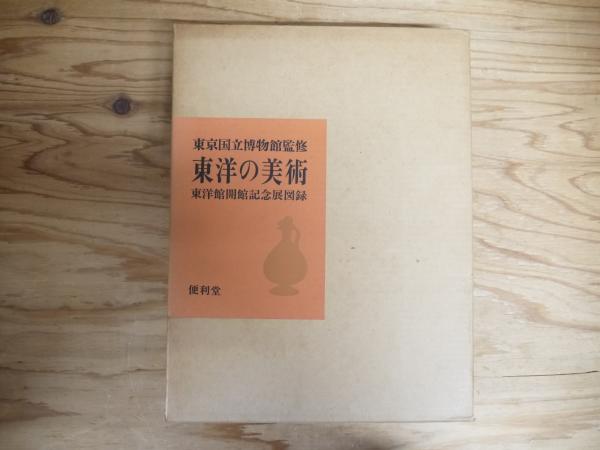 東京国立博物館監修
東洋の美術
東洋館開館記念展図録
便利堂